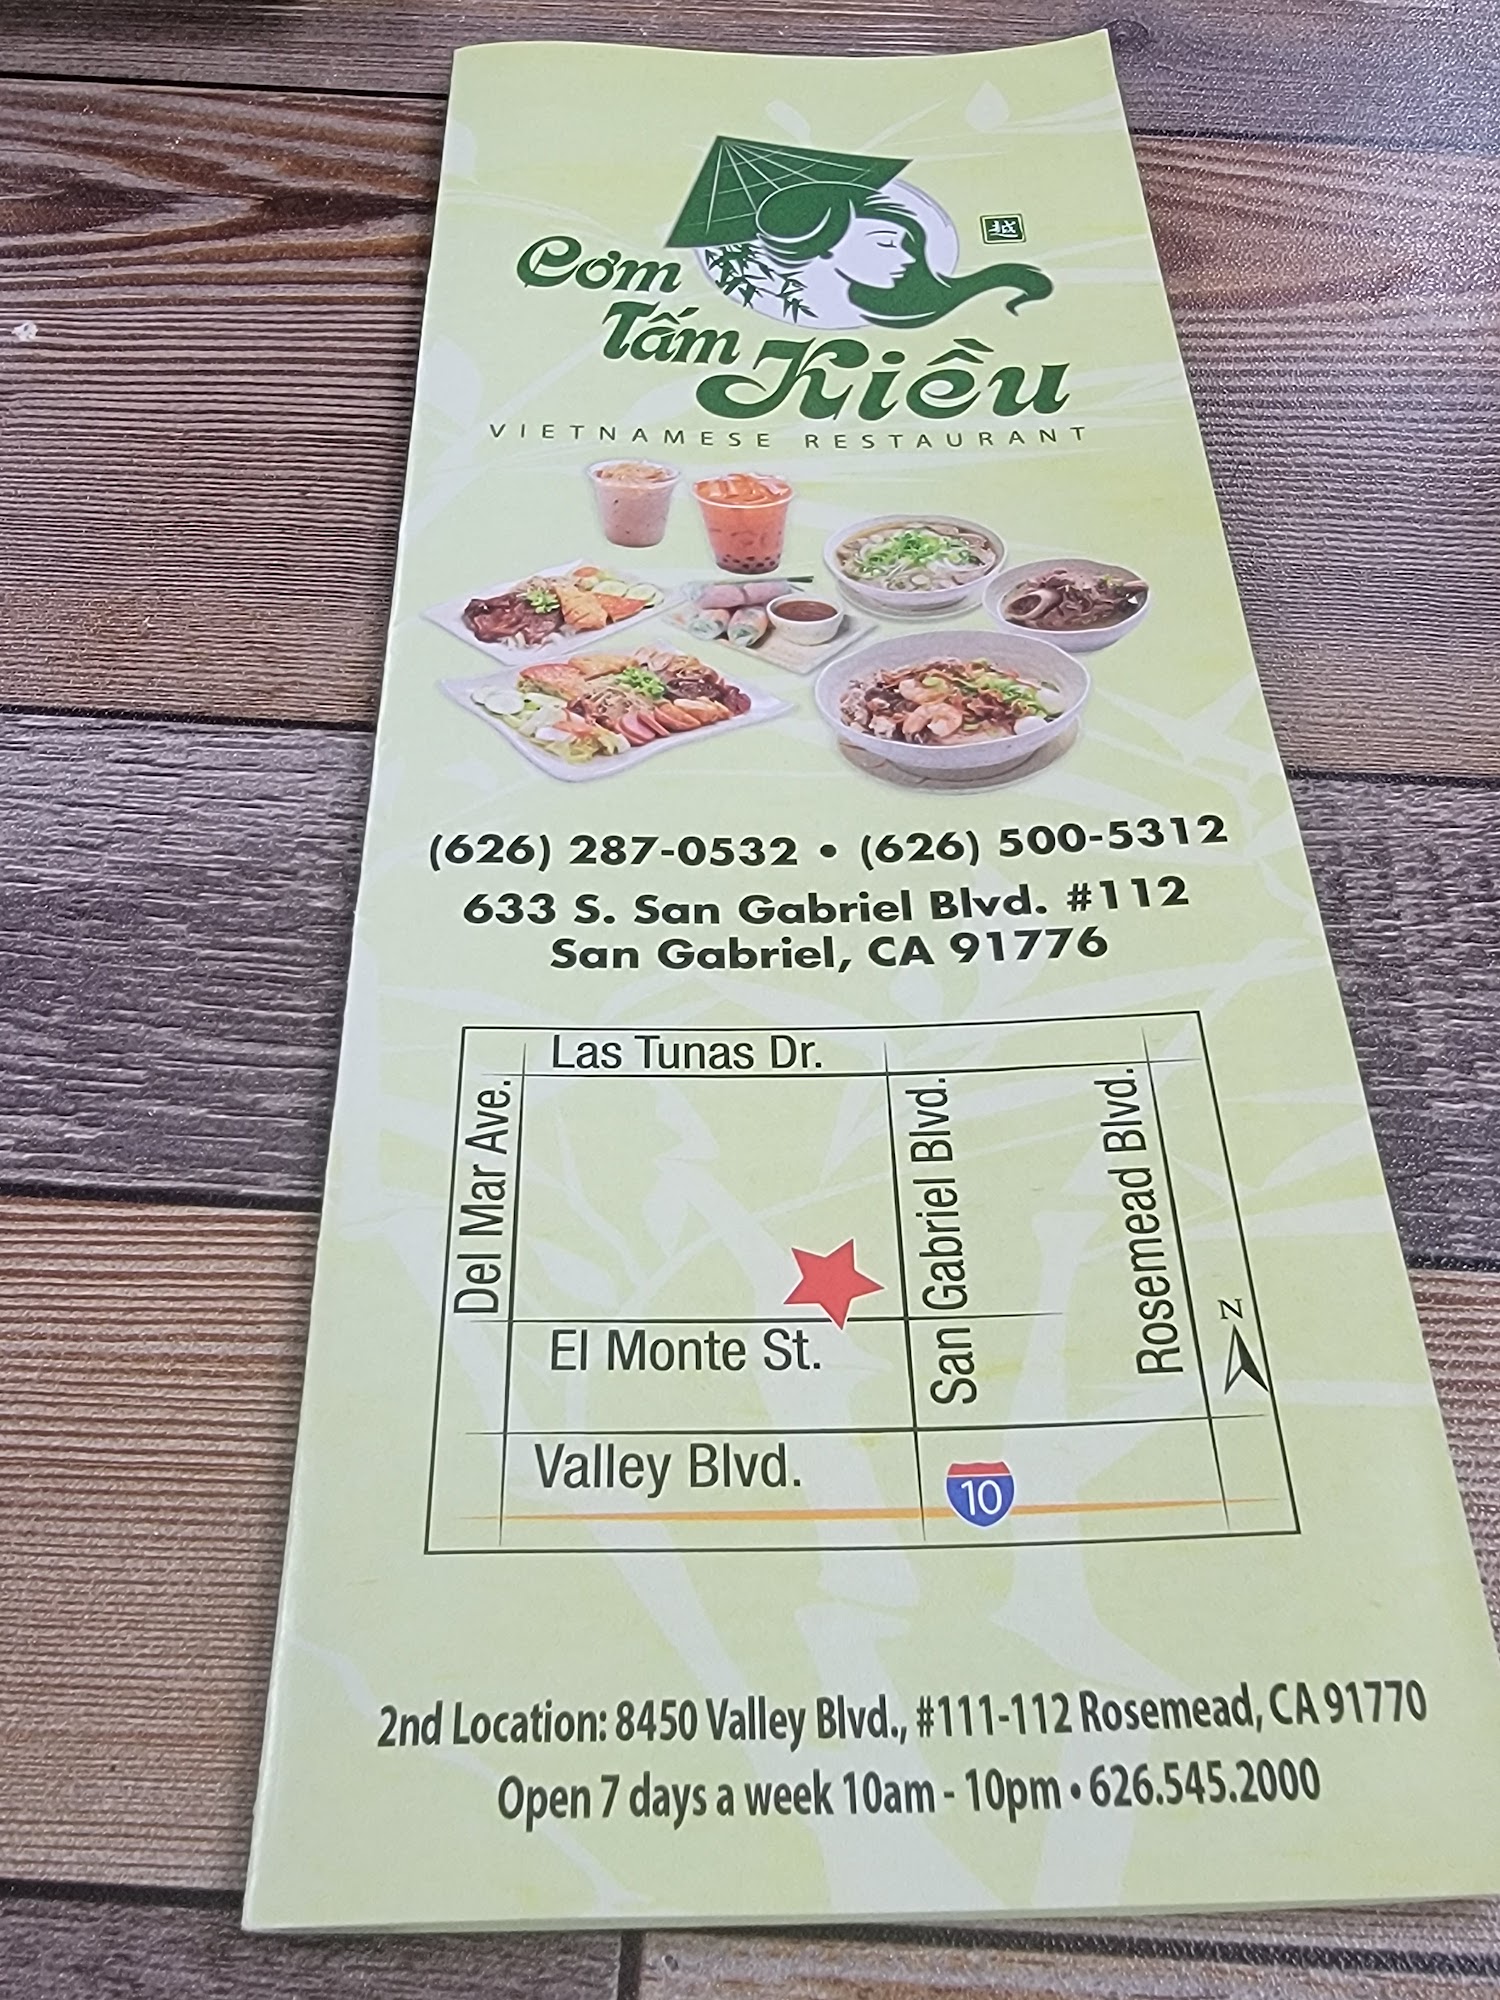 Cơm
Tấm
Kiều
越
VIETNAMESE RESTAURANT
(626) 287-0532 • (626) 500-5312
633 S. San Gabriel Blvd. #112
San Gabriel, CA 91776
Las Tunas Dr.
Del Mar Ave.
San Gabriel Blvd.
Rosemead Blvd.
El Monte St.
N
Valley Blvd.
10
2nd Location: 8450 Valley Blvd., #111-112 Rosemead, CA 91770
Open 7 days a week 10am - 10pm • 626.545.2000